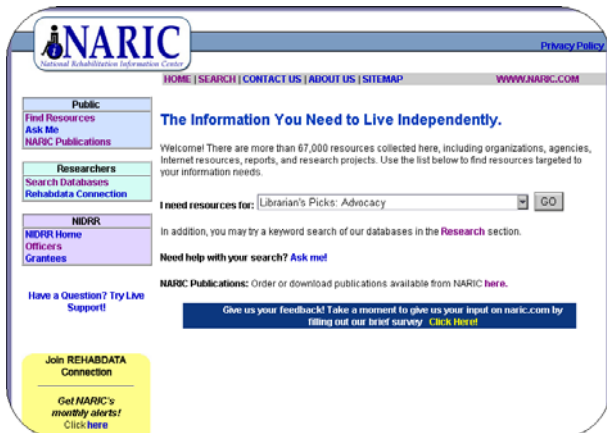 NARIC
National Rehabilitation Information Center
Privacy Policy
HOME | SEARCH | CONTACT US | ABOUT US | SITEMAP
WWW.NARIC.COM
Public
Find Resources
Ask Me
NARIC Publications
Researchers
Search Databases
Rehabdata Connection
NIDRR
NIDRR Home
Officers
Grantees
Have a Question? Try Live
Support!
Join REHABDATA
Connection
Get NARIC's
monthly alerts!
Click here
The Information You Need to Live Independently.
Welcome! There are more than 67,000 resources collected here, including organizations, agencies,
Internet resources, reports, and research projects. Use the list below to find resources targeted to
your information needs.
I need resources for: Librarian's Picks: Advocacy GO
In addition, you may try a keyword search of our databases in the Research section.
Need help with your search? Ask me!
NARIC Publications: Order or download publications available from NARIC here.
Give us your feedback! Take a moment to give us your input on naric.com by
filling out our brief survey Click Here!